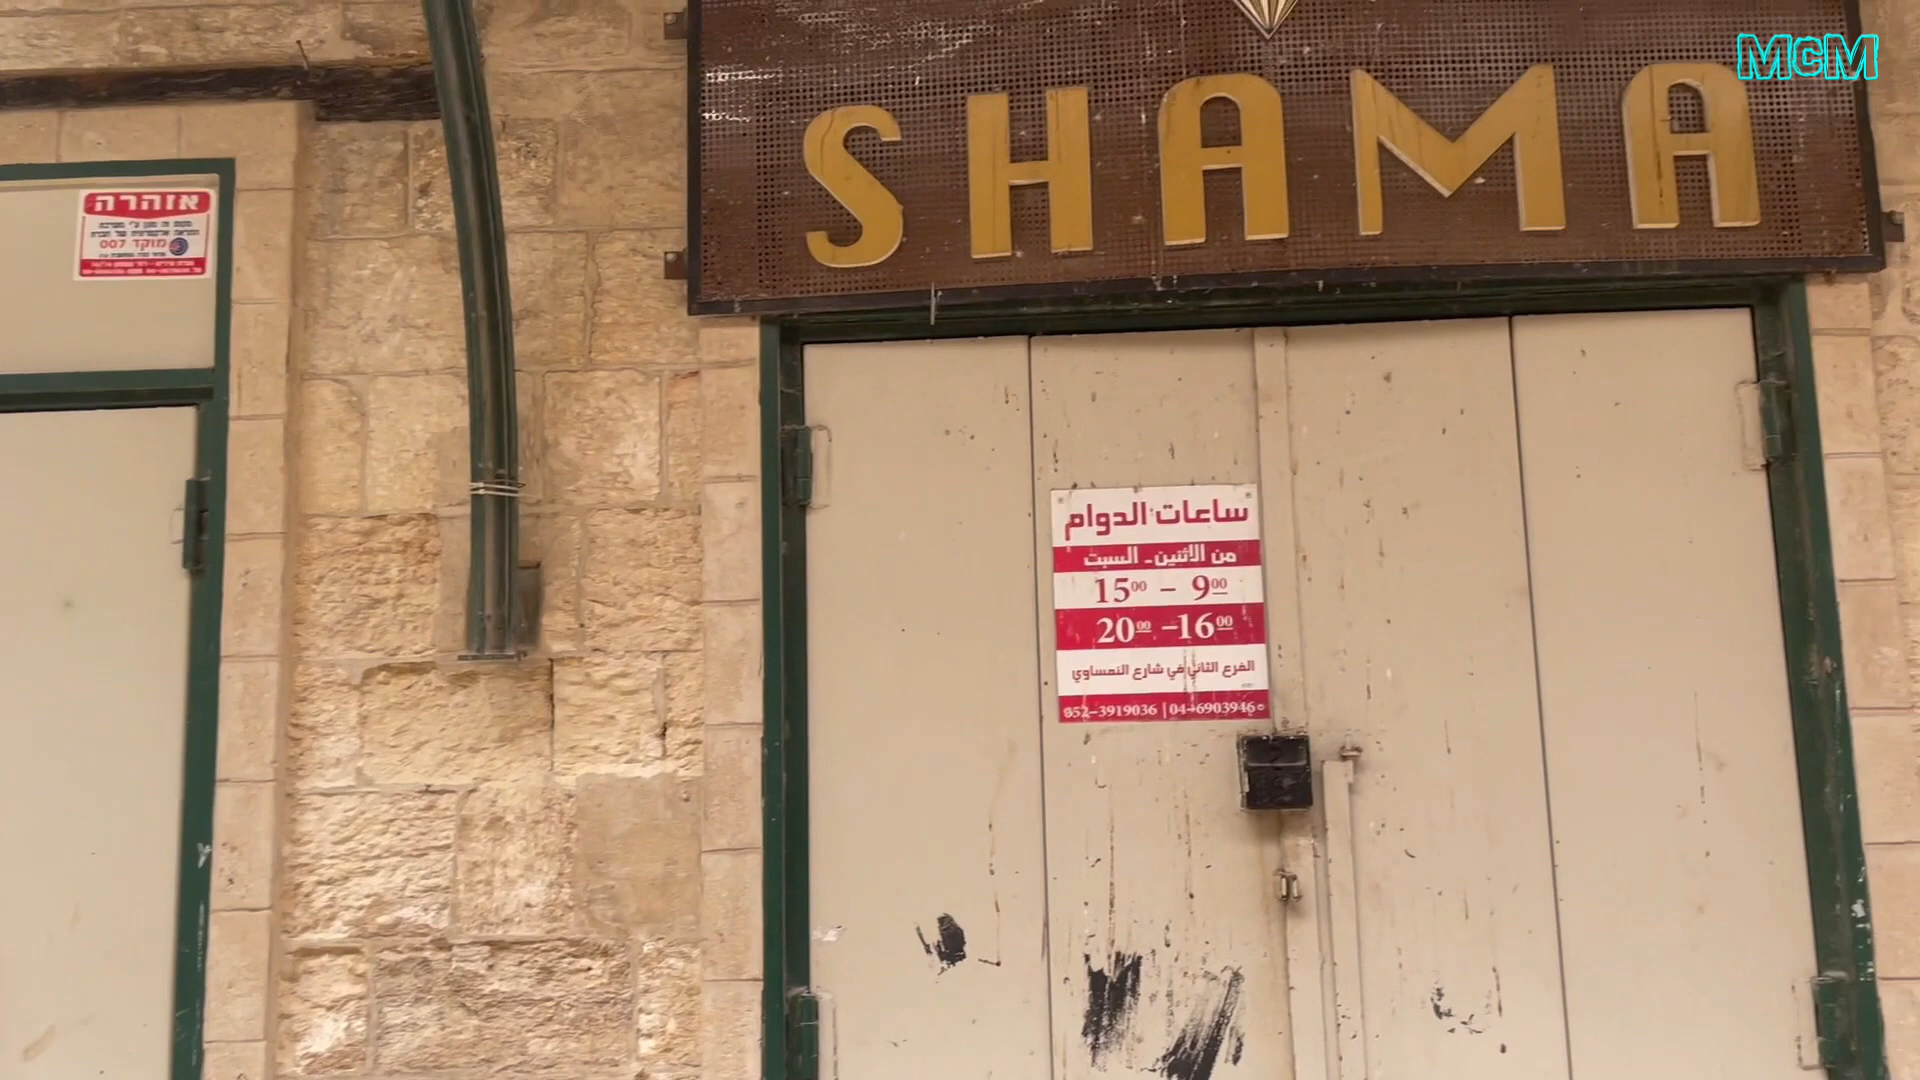 MCM
SHAMA
אזהרה
מוקד 007
ساعات الدوام
من الاثنين - السبت
15⁰⁰ – 9⁰⁰
20⁰⁰ – 16⁰⁰
الفرع الثاني في شارع النمساوي
052-3919036 | 04-6903946